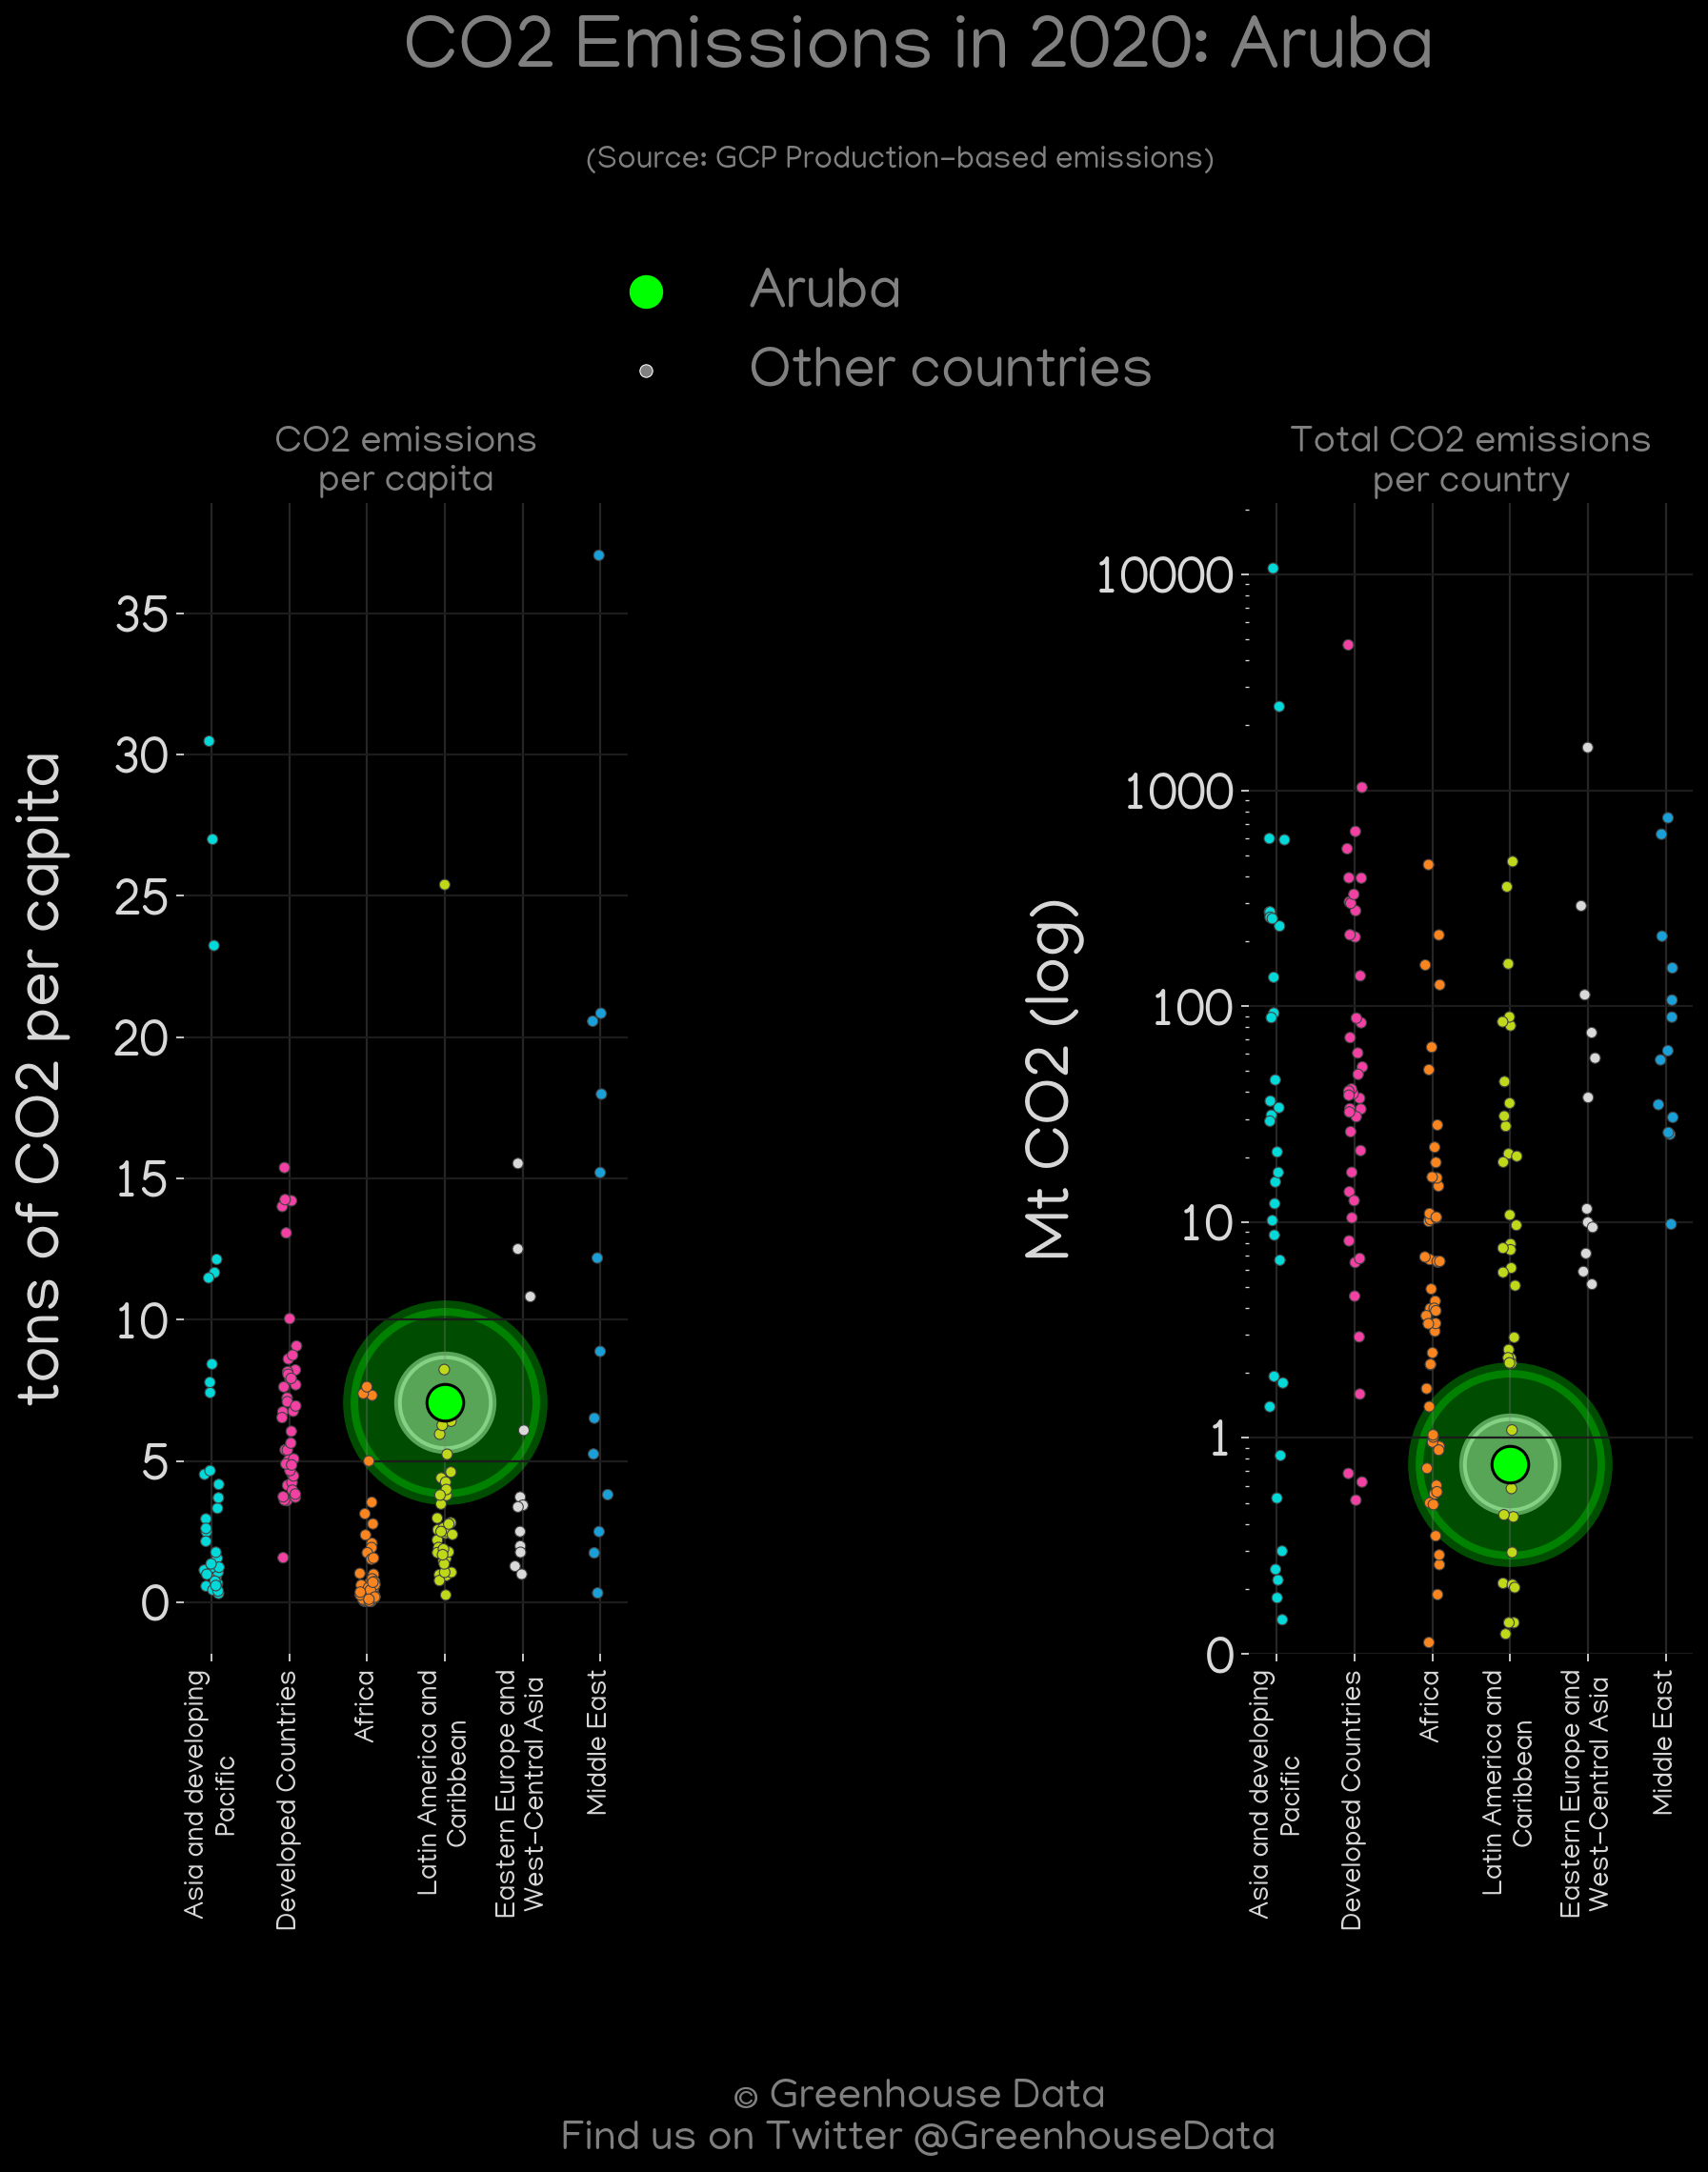 CO2 Emissions in 2020: Aruba
(Source: GCP Production-based emissions)
Aruba
Other countries
CO2 emissions
per capita
tons of CO2 per capita
35
30
25
20
15
10
5
0
Asia and developing
Pacific
Developed Countries
Africa
Latin America and
Caribbean
Eastern Europe and
West-Central Asia
Middle East
Total CO2 emissions
per country
Mt CO2 (log)
10000
1000
100
10
1
0
Asia and developing
Pacific
Developed Countries
Africa
Latin America and
Caribbean
Eastern Europe and
West-Central Asia
Middle East
© Greenhouse Data
Find us on Twitter @GreenhouseData